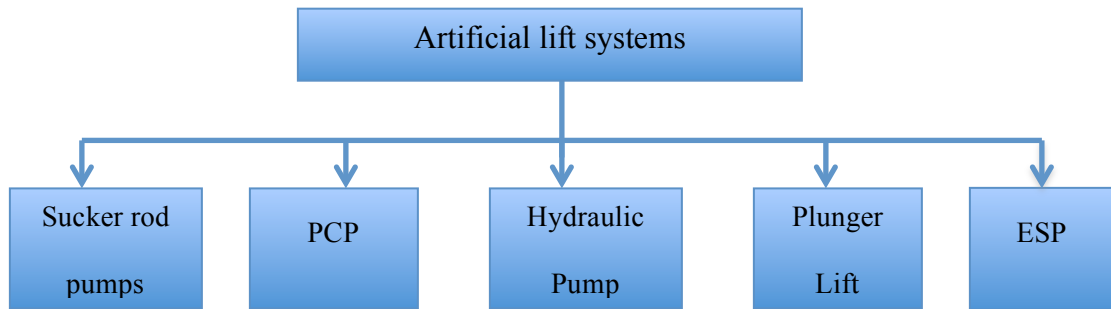 Artificial lift systems
Sucker rod
pumps
PCP
Hydraulic
Pump
Plunger
Lift
ESP